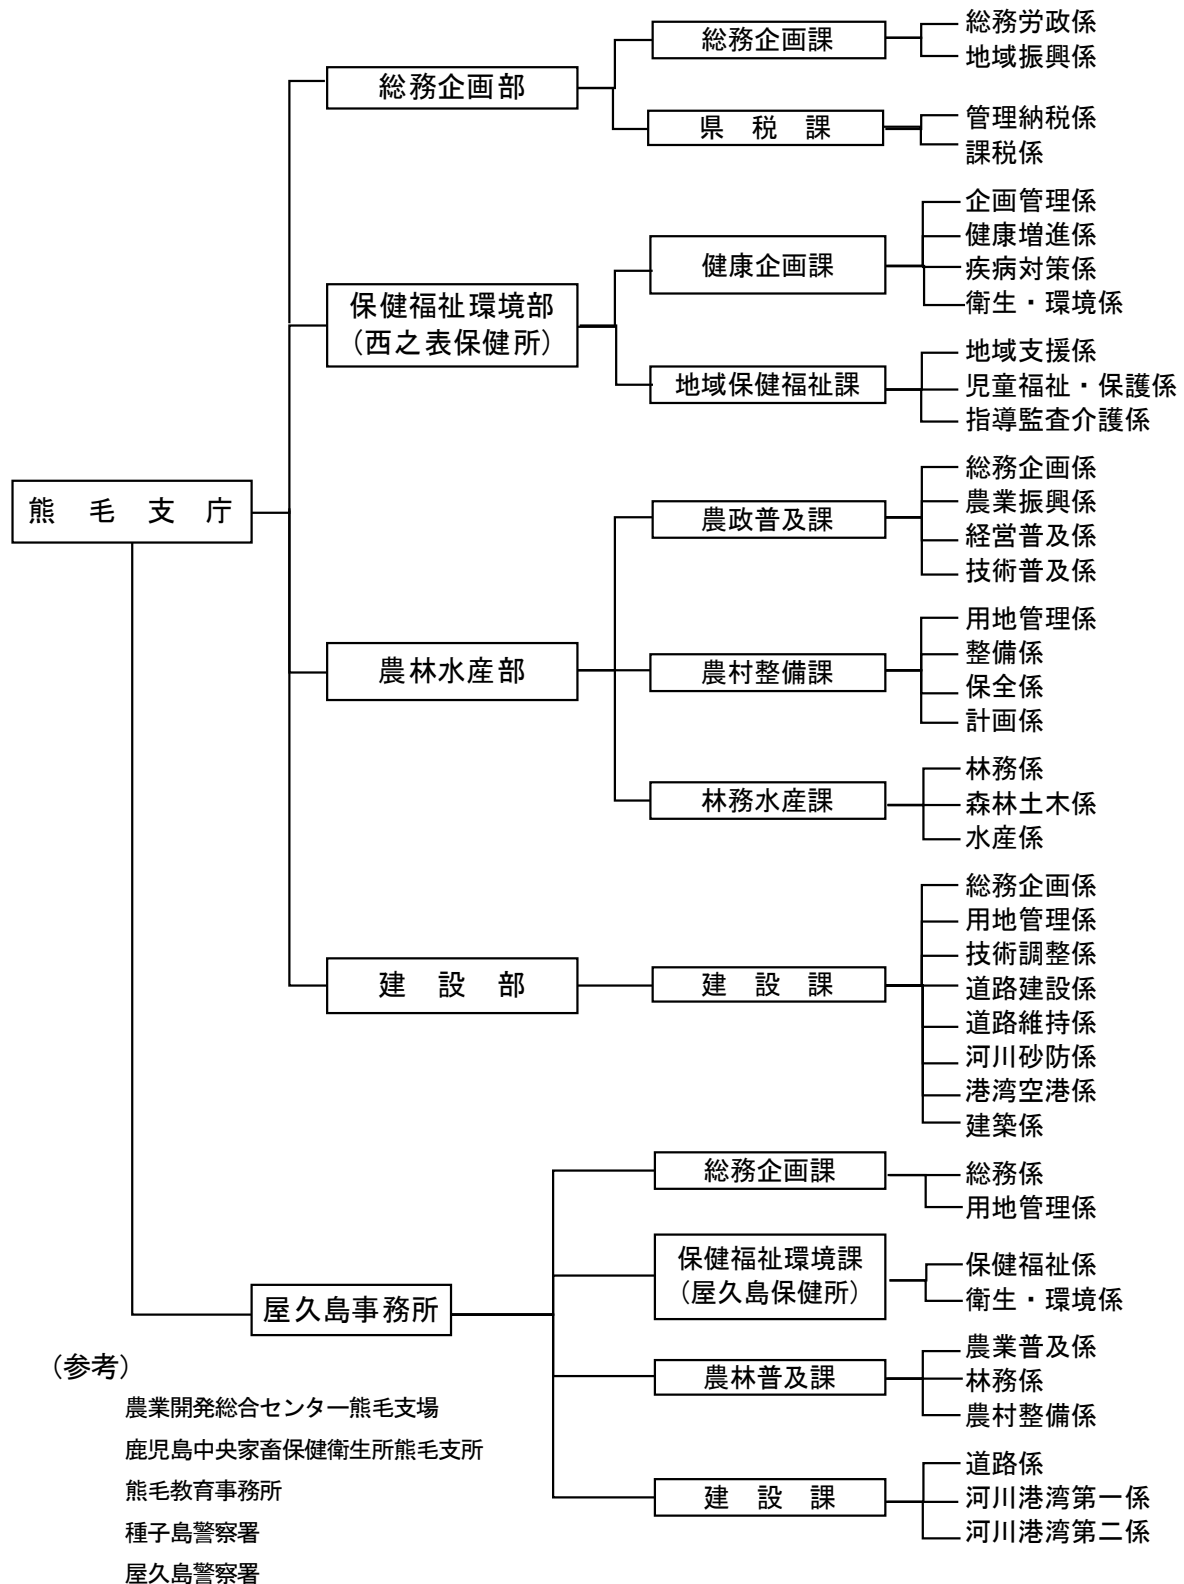 熊　毛　支　庁
総務企画部
総務企画課
総務労政係
地域振興係
県　税　課
管理納税係
課税係
保健福祉環境部
（西之表保健所）
健康企画課
企画管理係
健康増進係
疾病対策係
衛生・環境係
地域保健福祉課
地域支援係
児童福祉・保護係
指導監査介護係
農林水産部
農政普及課
総務企画係
農業振興係
経営普及係
技術普及係
農村整備課
用地管理係
整備係
保全係
計画係
林務水産課
林務係
森林土木係
水産係
建　設　部
建　設　課
総務企画係
用地管理係
技術調整係
道路建設係
道路維持係
河川砂防係
港湾空港係
建築係
屋久島事務所
総務企画課
総務係
用地管理係
保健福祉環境課
（屋久島保健所）
保健福祉係
衛生・環境係
農林普及課
農業普及係
林務係
農村整備係
建　設　課
道路係
河川港湾第一係
河川港湾第二係
（参考）
農業開発総合センター熊毛支場
鹿児島中央家畜保健衛生所熊毛支所
熊毛教育事務所
種子島警察署
屋久島警察署